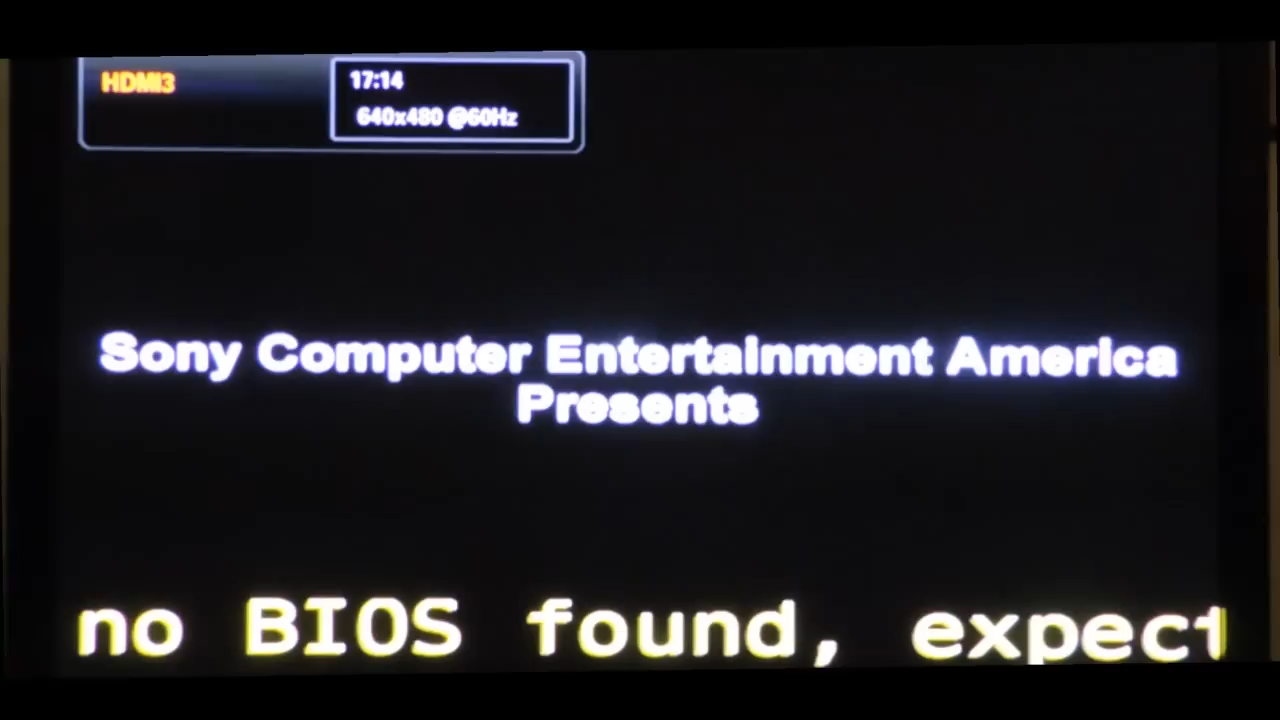 HDMI3
17:14
640x480 @60Hz
Sony Computer Entertainment America
Presents
no BIOS found, expect